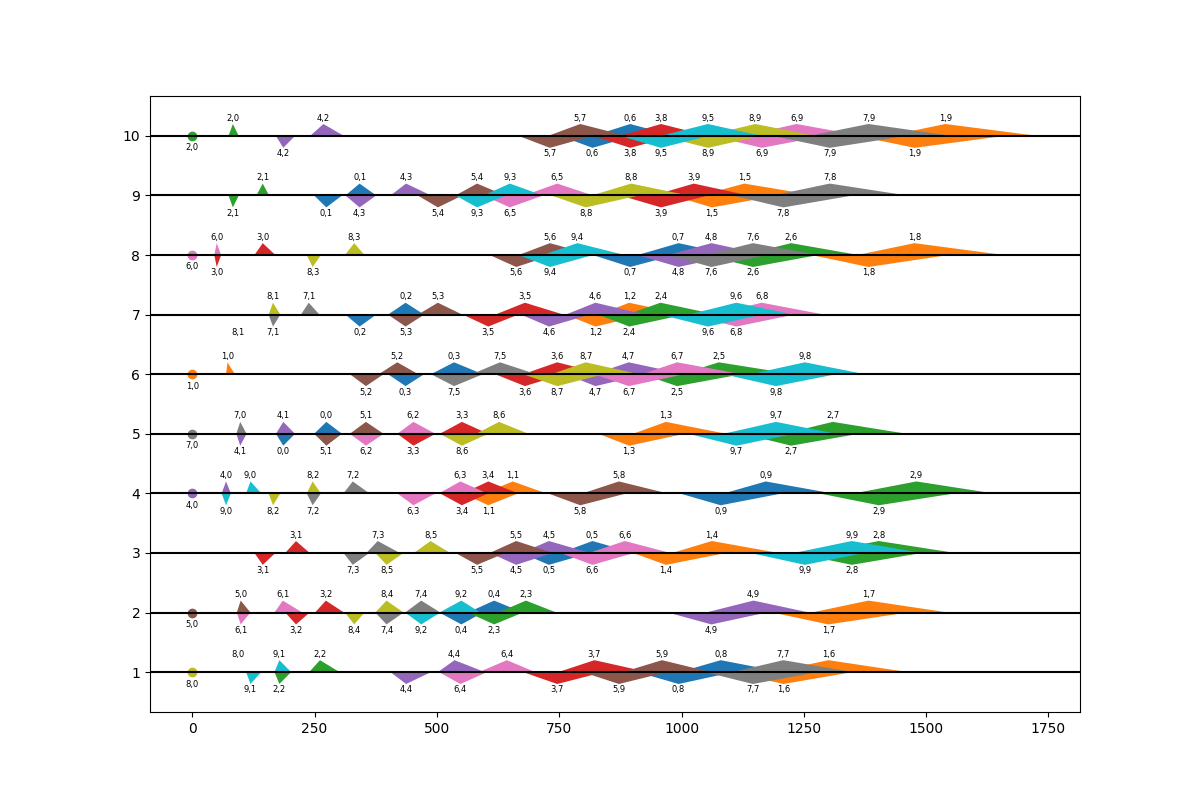 2,0 4,2 5,7 0,6 3,8 9,5 8,9 6,9 7,9 1,9
10
2,0 4,2 5,7 0,6 3,8 9,5 8,9 6,9 7,9 1,9
2,1 0,1 4,3 5,4 9,3 6,5 8,8 3,9 1,5 7,8
9
2,1 0,1 4,3 5,4 9,3 6,5 8,8 3,9 1,5 7,8
6,0 3,0 8,3 5,6 9,4 0,7 4,8 7,6 2,6 1,8
8
6,0 3,0 8,3 5,6 9,4 0,7 4,8 7,6 2,6 1,8
8,1 7,1 0,2 5,3 3,5 4,6 1,2 2,4 9,6 6,8
7
8,1 7,1 0,2 5,3 3,5 4,6 1,2 2,4 9,6 6,8
1,0 5,2 0,3 7,5 3,6 8,7 4,7 6,7 2,5 9,8
6
1,0 5,2 0,3 7,5 3,6 8,7 4,7 6,7 2,5 9,8
7,0 4,1 0,0 5,1 6,2 3,3 8,6 1,3 9,7 2,7
5
7,0 4,1 0,0 5,1 6,2 3,3 8,6 1,3 9,7 2,7
4,0 9,0 8,2 7,2 6,3 3,4 1,1 5,8 0,9 2,9
4
4,0 9,0 8,2 7,2 6,3 3,4 1,1 5,8 0,9 2,9
3,1 7,3 8,5 5,5 4,5 0,5 6,6 1,4 9,9 2,8
3
3,1 7,3 8,5 5,5 4,5 0,5 6,6 1,4 9,9 2,8
5,0 6,1 3,2 8,4 7,4 9,2 0,4 2,3 4,9 1,7
2
5,0 6,1 3,2 8,4 7,4 9,2 0,4 2,3 4,9 1,7
8,0 9,1 2,2 4,4 6,4 3,7 5,9 0,8 7,7 1,6
1
8,0 9,1 2,2 4,4 6,4 3,7 5,9 0,8 7,7 1,6
0 250 500 750 1000 1250 1500 1750